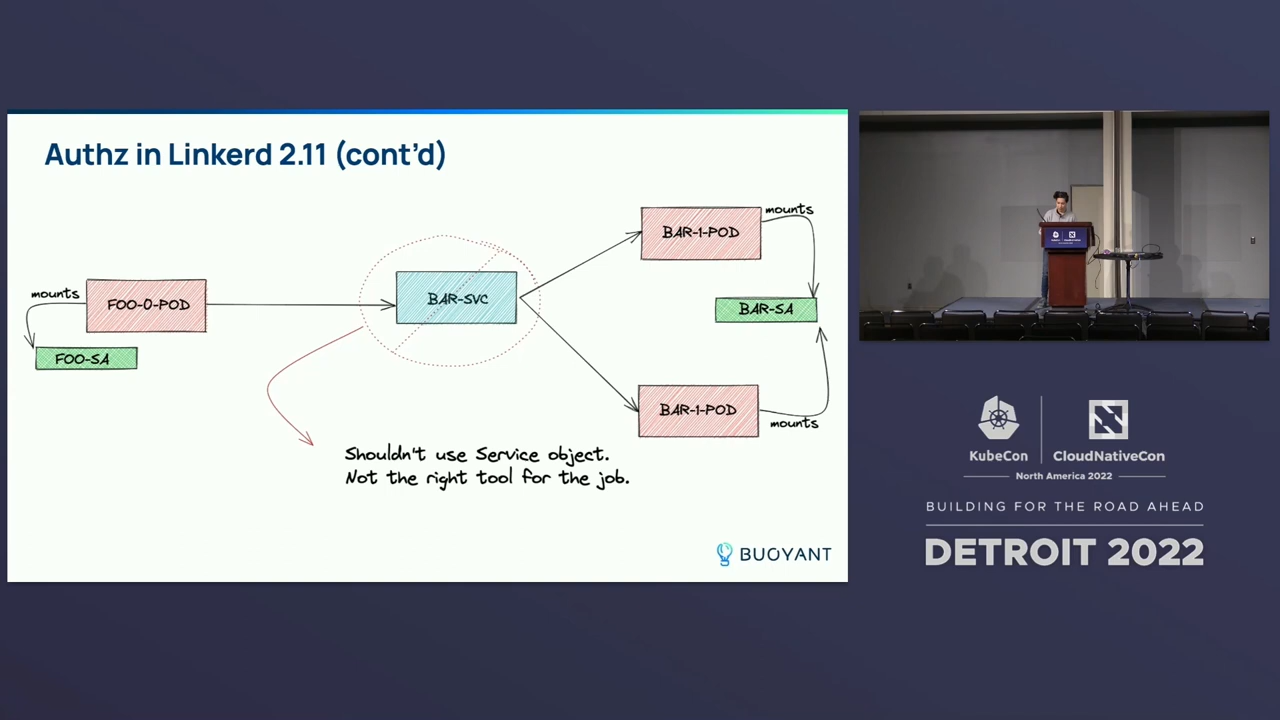 Authz in Linkerd 2.11 (cont'd)
mounts
FOO-0-POD
FOO-SA
BAR-SVC
BAR-1-POD
mounts
BAR-SA
BAR-1-POD
mounts
Shouldn't use Service object.
Not the right tool for the job.
BUOYANT
KubeCon
CloudNativeCon
North America 2022
BUILDING FOR THE ROAD AHEAD
DETROIT 2022